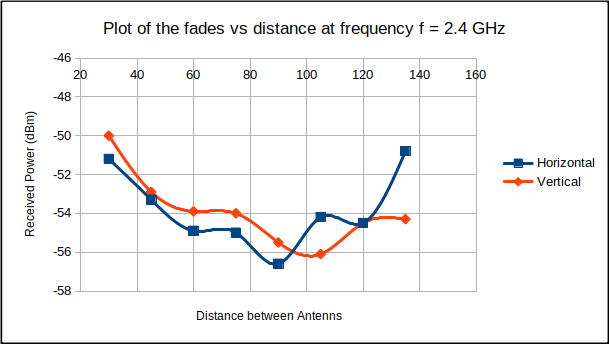 Plot of the fades vs distance at frequency f = 2.4 GHz
-46
20 40 60 80 100 120 140 160
-48
-50
-52
-54
-56
-58
Received Power (dBm)
Horizontal
Vertical
Distance between Antenns